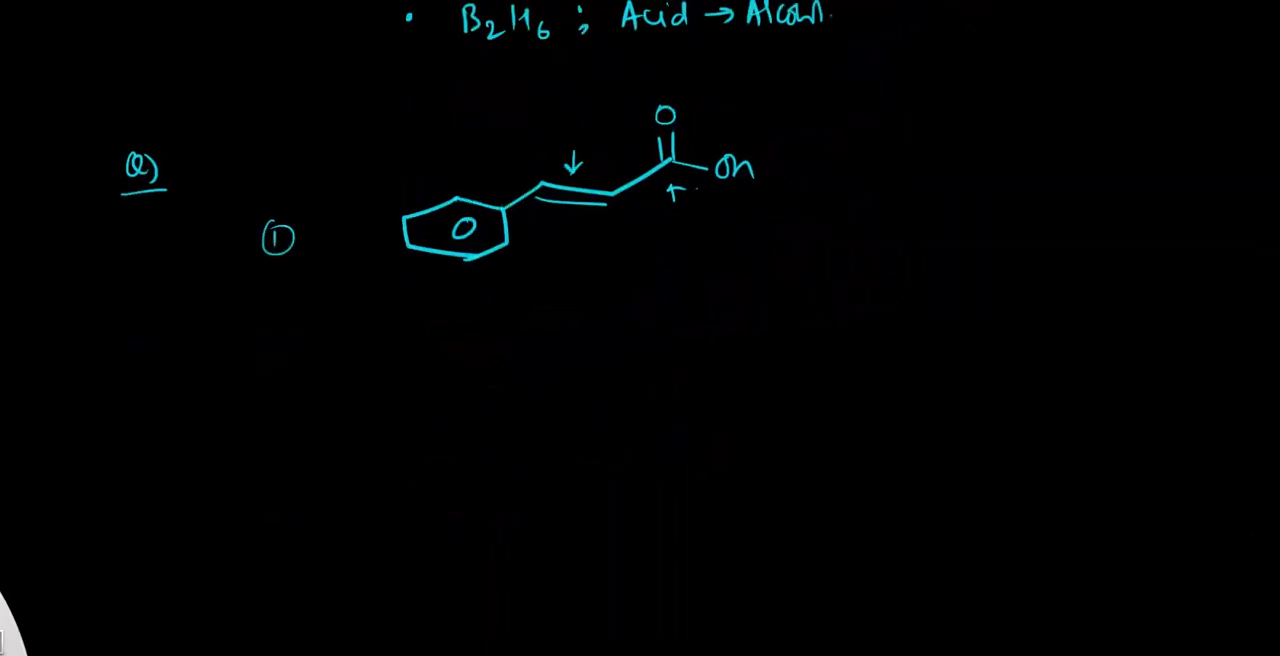 • B₂H₆ ; Acid → Alcohol.
O
Q)
OH
①